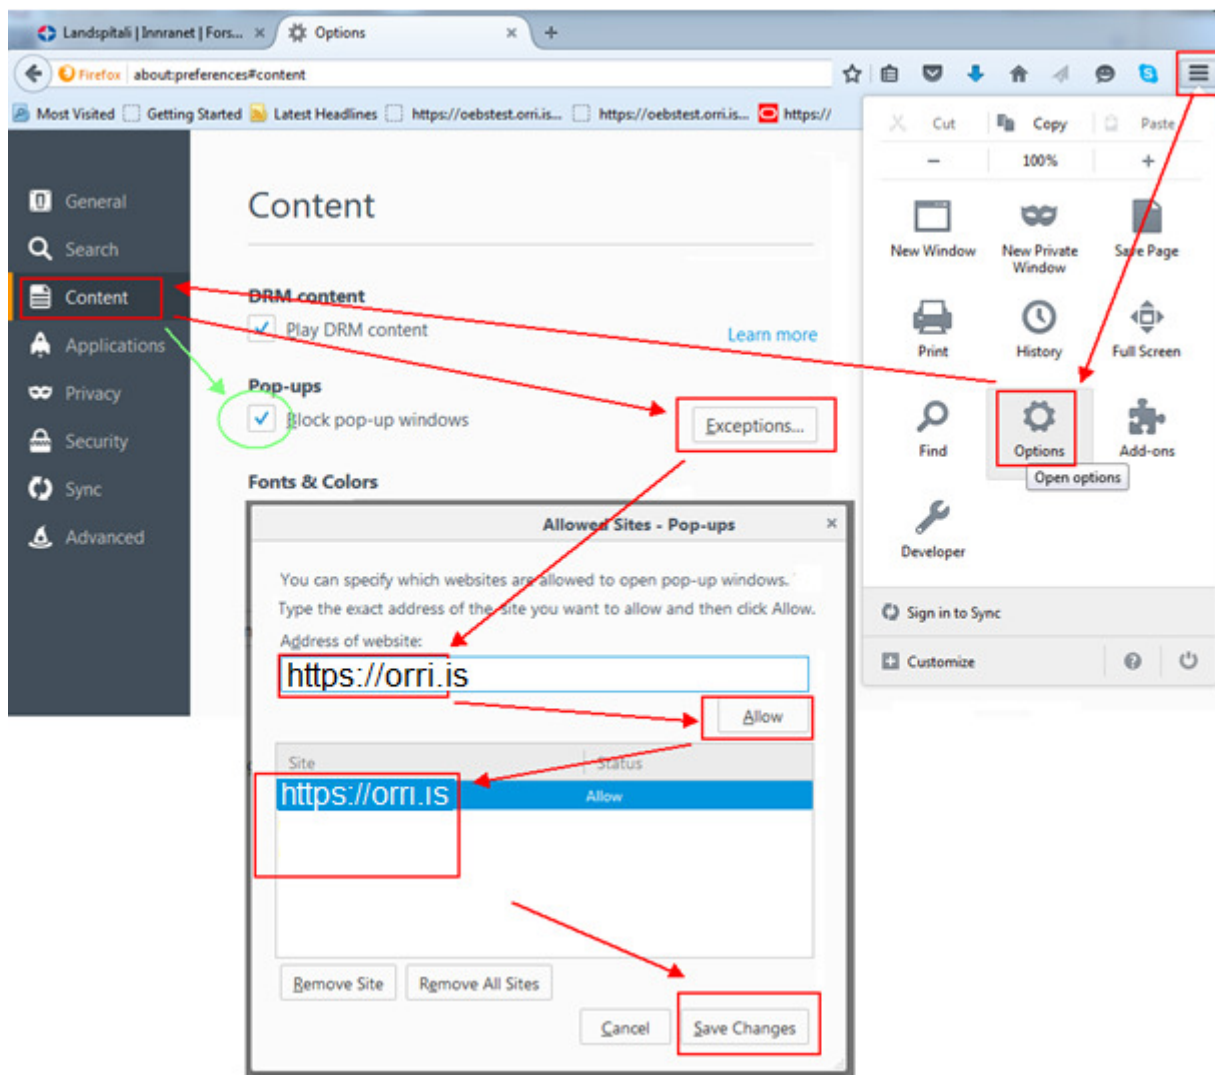 Landspítali | Innranet | Fors... × Options × +
Firefox about:preferences#content
Most Visited Getting Started Latest Headlines https://oebstest.orri.is... https://oebstest.orri.is... https://
Cut Copy Paste
− 100% +
New Window New Private Window Save Page
Print History Full Screen
Find Options Add-ons
Open options
Developer
Sign in to Sync
Customize
General
Search
Content
Applications
Privacy
Security
Sync
Advanced
Content
DRM content
Play DRM content Learn more
Pop-ups
Block pop-up windows Exceptions...
Fonts & Colors
Allowed Sites - Pop-ups ×
You can specify which websites are allowed to open pop-up windows.
Type the exact address of the site you want to allow and then click Allow.
Address of website:
https://orri.is
Allow
Site Status
https://orri.is Allow
Remove Site Remove All Sites
Cancel Save Changes